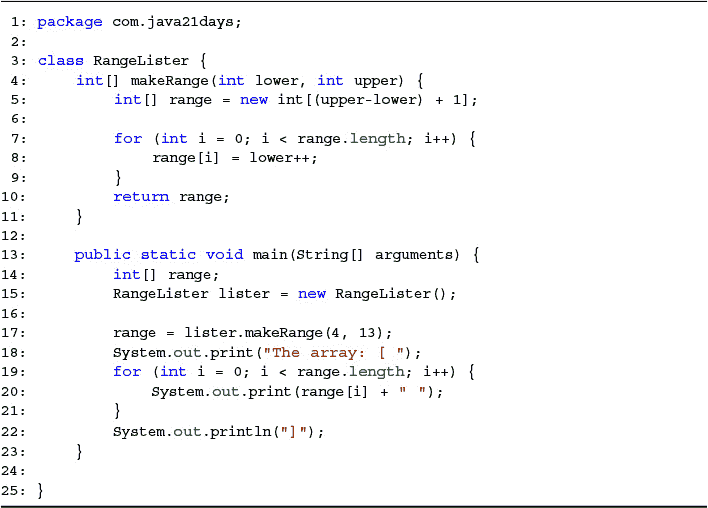 1: package com.java21days;
2:
3: class RangeLister {
4:     int[] makeRange(int lower, int upper) {
5:         int[] range = new int[(upper-lower) + 1];
6:
7:         for (int i = 0; i < range.length; i++) {
8:             range[i] = lower++;
9:         }
10:         return range;
11:     }
12:
13:     public static void main(String[] arguments) {
14:         int[] range;
15:         RangeLister lister = new RangeLister();
16:
17:         range = lister.makeRange(4, 13);
18:         System.out.print("The array: [ ");
19:         for (int i = 0; i < range.length; i++) {
20:             System.out.print(range[i] + " ");
21:         }
22:         System.out.println("]");
23:     }
24:
25: }